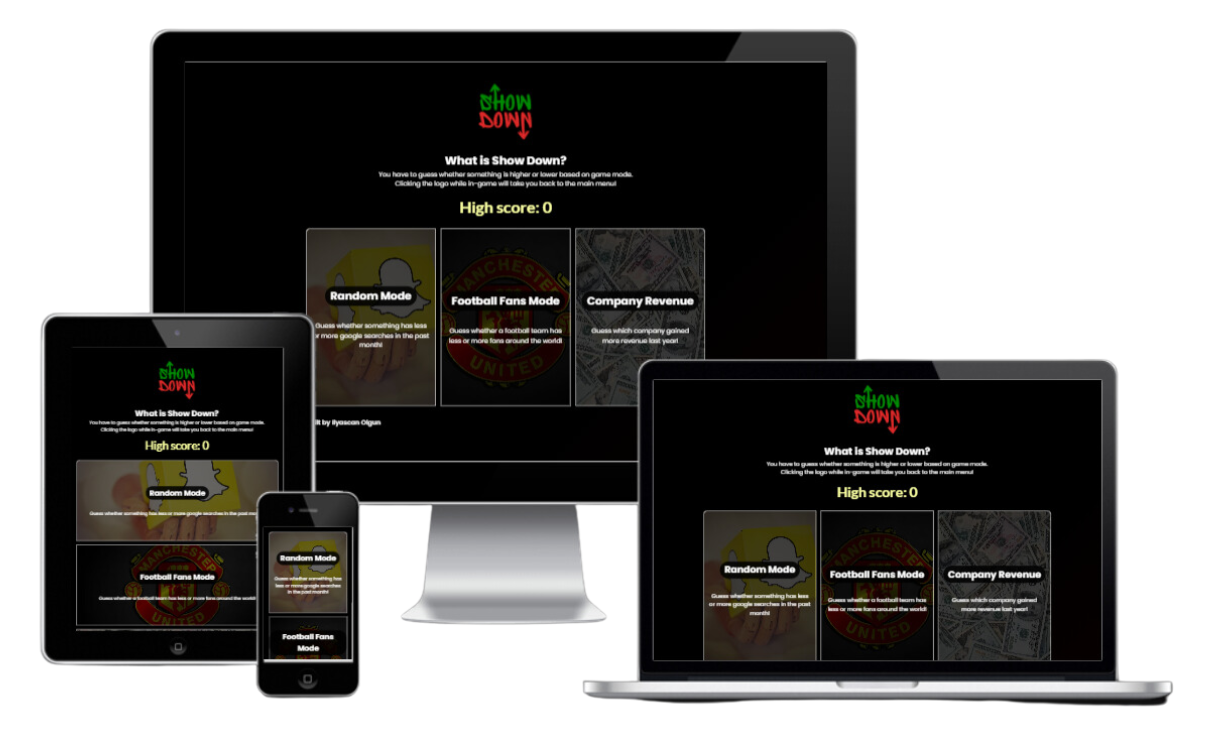 SHOW
DOWN
What is Show Down?
You have to guess whether something is higher or lower based on game mode.
Clicking the logo while in-game will take you back to the main menu!
High score: 0
Random Mode
Guess whether something has less
or more google searches in the past
month!
MANCHESTER
UNITED
Football Fans Mode
Guess whether a football team has
less or more fans around the world!
Company Revenue
Guess which company gained
more revenue last year!
by Ilyascan Olgun
SHOW
DOWN
What is Show Down?
You have to guess whether something is higher or lower based on game mode.
Clicking the logo while in-game will take you back to the main menu!
High score: 0
Random Mode
Guess whether something has less or more google searches in the past
MANCHESTER
Football Fans Mode
Guess whether a football team has less or more fans around the world!
UNITED
Random Mode
Guess whether something has
less or more google searches
in the past month!
Football Fans
Mode
SHOW
DOWN
What is Show Down?
You have to guess whether something is higher or lower based on game mode.
Clicking the logo while in-game will take you back to the main menu!
High score: 0
Random Mode
Guess whether something has less
or more google searches in the past
month!
MANCHESTER
Football Fans Mode
Guess whether a football team has
less or more fans around the world!
UNITED
Company Revenue
Guess which company gained
more revenue last year!